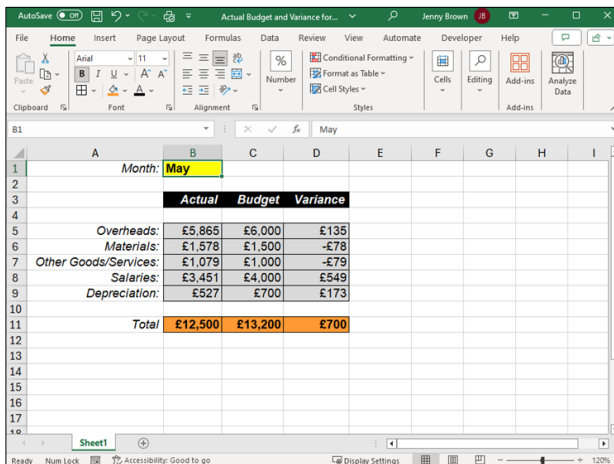 AutoSave Off Actual Budget and Variance for... Jenny Brown JB
File Home Insert Page Layout Formulas Data Review View Automate Developer Help
Arial 11
Paste B I U A A Number Conditional Formatting Format as Table Cell Styles Cells Editing Add-ins Analyze Data
Clipboard Font Alignment Styles Add-ins
B1 fx May
A B C D E F G H I
1 Month: May
2
3 Actual Budget Variance
4
5 Overheads: £5,865 £6,000 £135
6 Materials: £1,578 £1,500 -£78
7 Other Goods/Services: £1,079 £1,000 -£79
8 Salaries: £3,451 £4,000 £549
9 Depreciation: £527 £700 £173
10
11 Total £12,500 £13,200 £700
12
13
14
15
16
17
18
Sheet1
Ready Num Lock Accessibility: Good to go Display Settings 120%